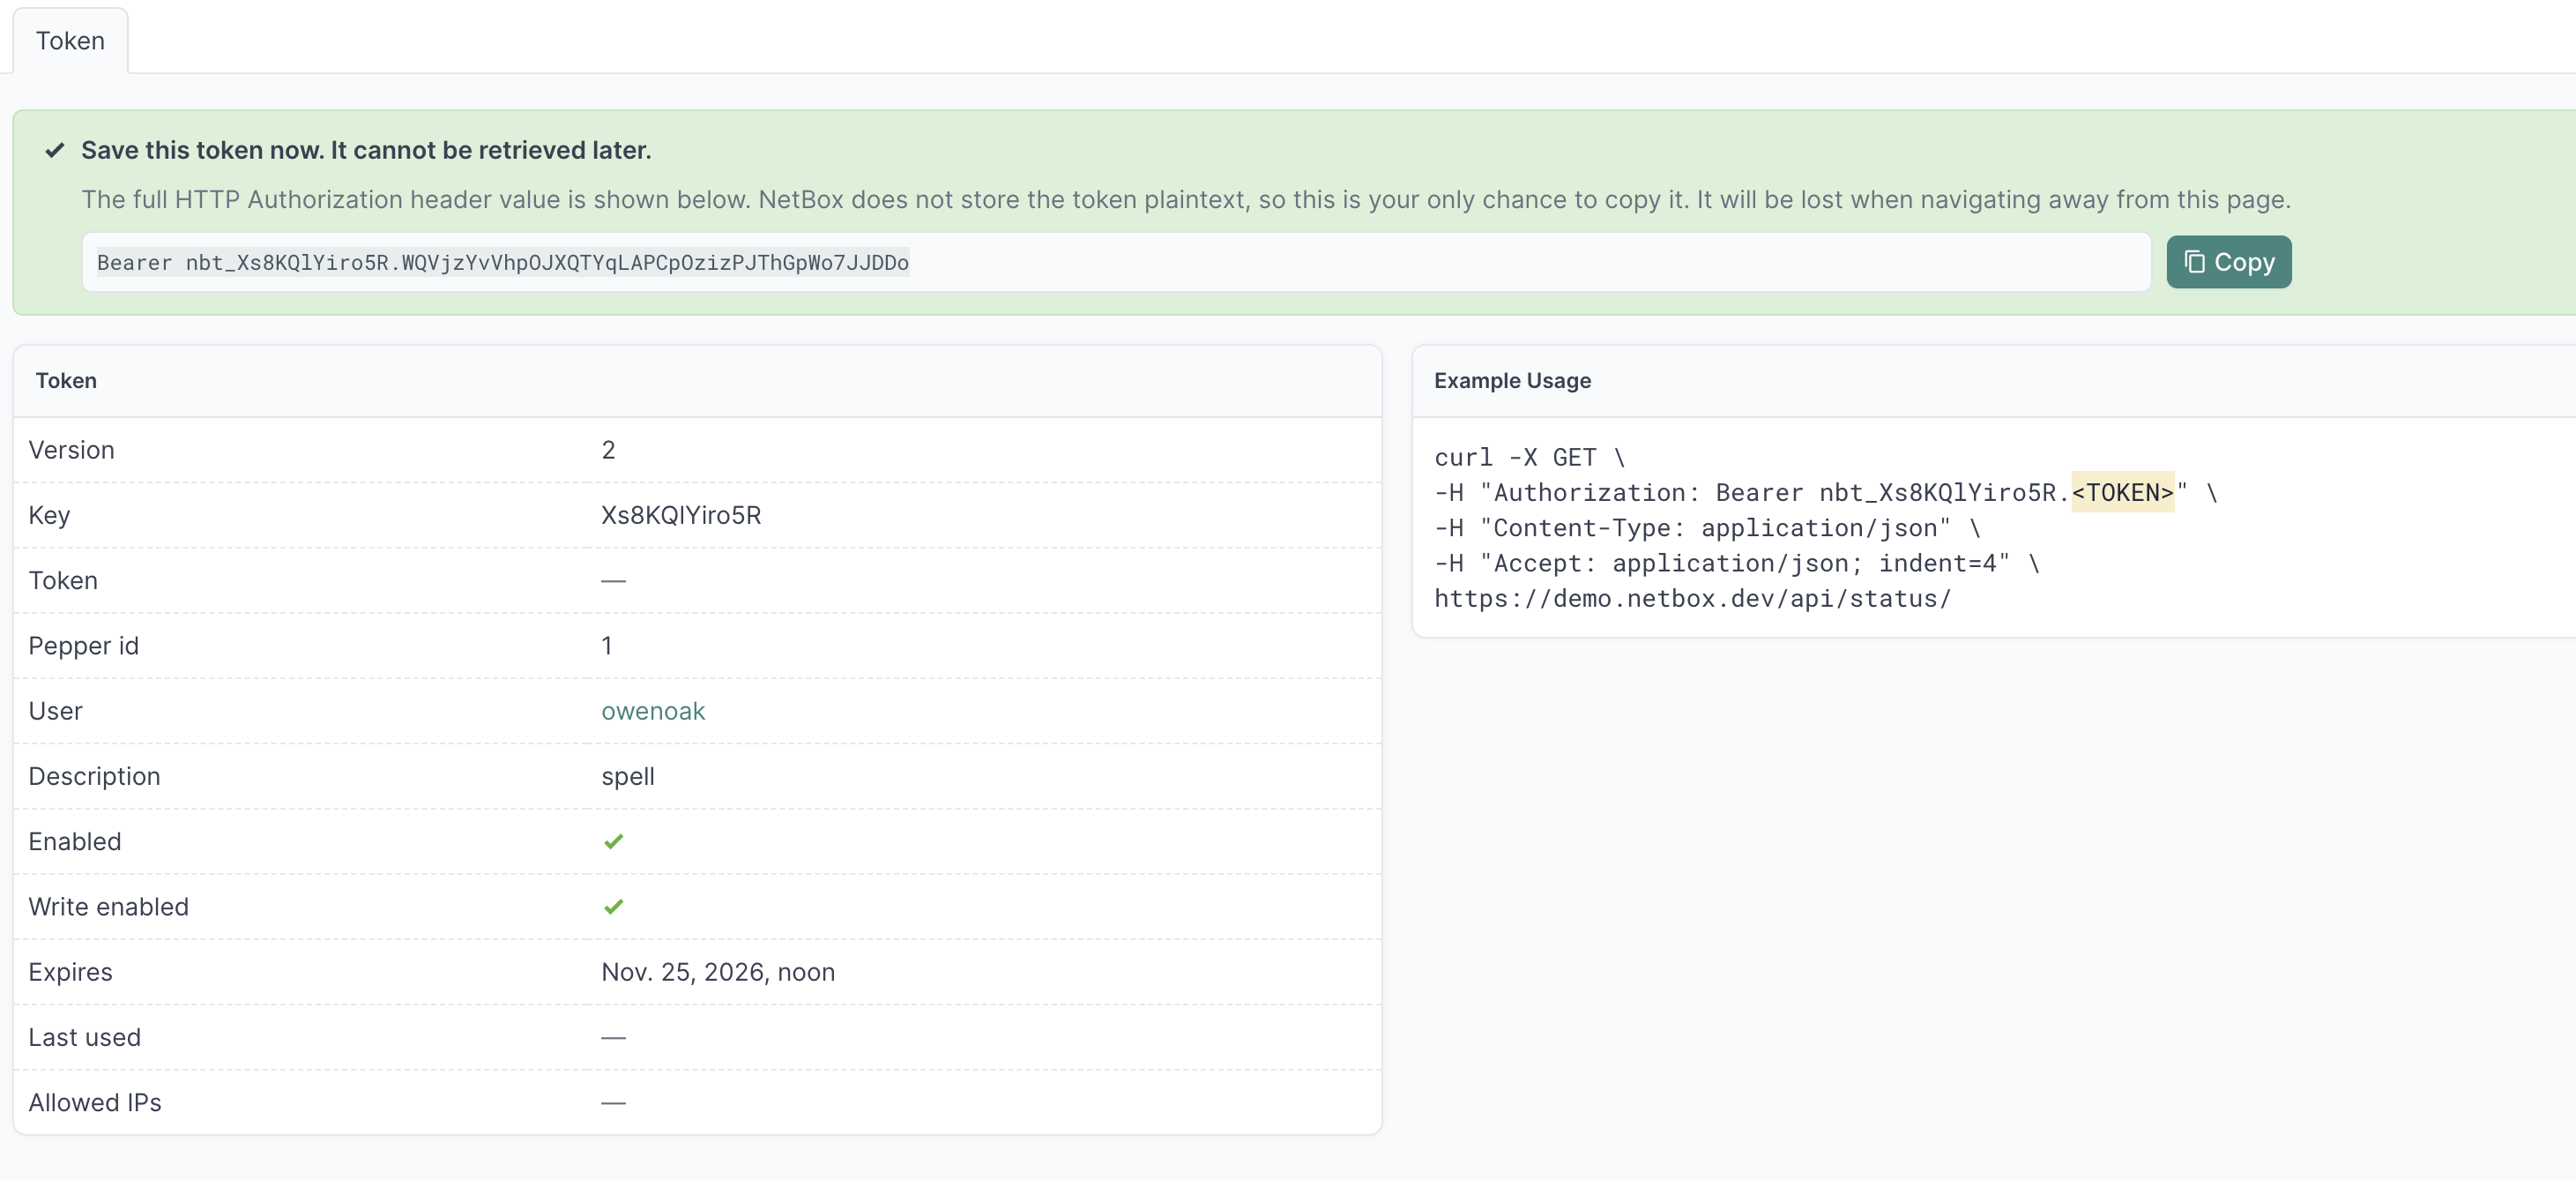 Token
Save this token now. It cannot be retrieved later.
The full HTTP Authorization header value is shown below. NetBox does not store the token plaintext, so this is your only chance to copy it. It will be lost when navigating away from this page.
Bearer nbt_Xs8KQlYiro5R.WQVjzYvVhpOJXQTYqLAPCpOzizPJThGpWo7JJDDo
Copy
Token
Version 2
Key Xs8KQlYiro5R
Token —
Pepper id 1
User owenoak
Description spell
Enabled
Write enabled
Expires Nov. 25, 2026, noon
Last used —
Allowed IPs —
Example Usage
curl -X GET \
-H "Authorization: Bearer nbt_Xs8KQlYiro5R.<TOKEN>" \
-H "Content-Type: application/json" \
-H "Accept: application/json; indent=4" \
https://demo.netbox.dev/api/status/